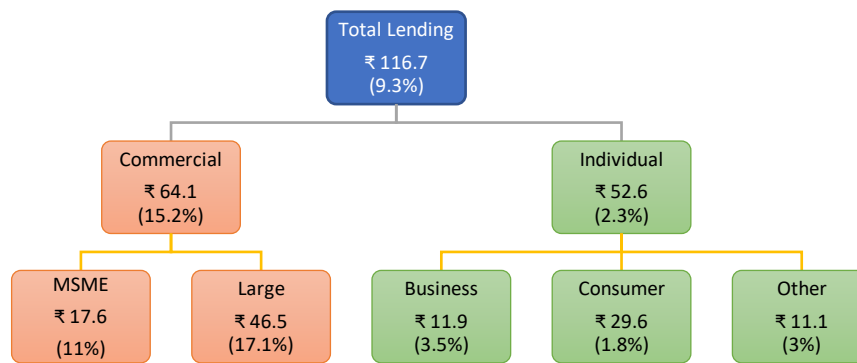 Total Lending
₹ 116.7
(9.3%)
Commercial
₹ 64.1
(15.2%)
Individual
₹ 52.6
(2.3%)
MSME
₹ 17.6
(11%)
Large
₹ 46.5
(17.1%)
Business
₹ 11.9
(3.5%)
Consumer
₹ 29.6
(1.8%)
Other
₹ 11.1
(3%)